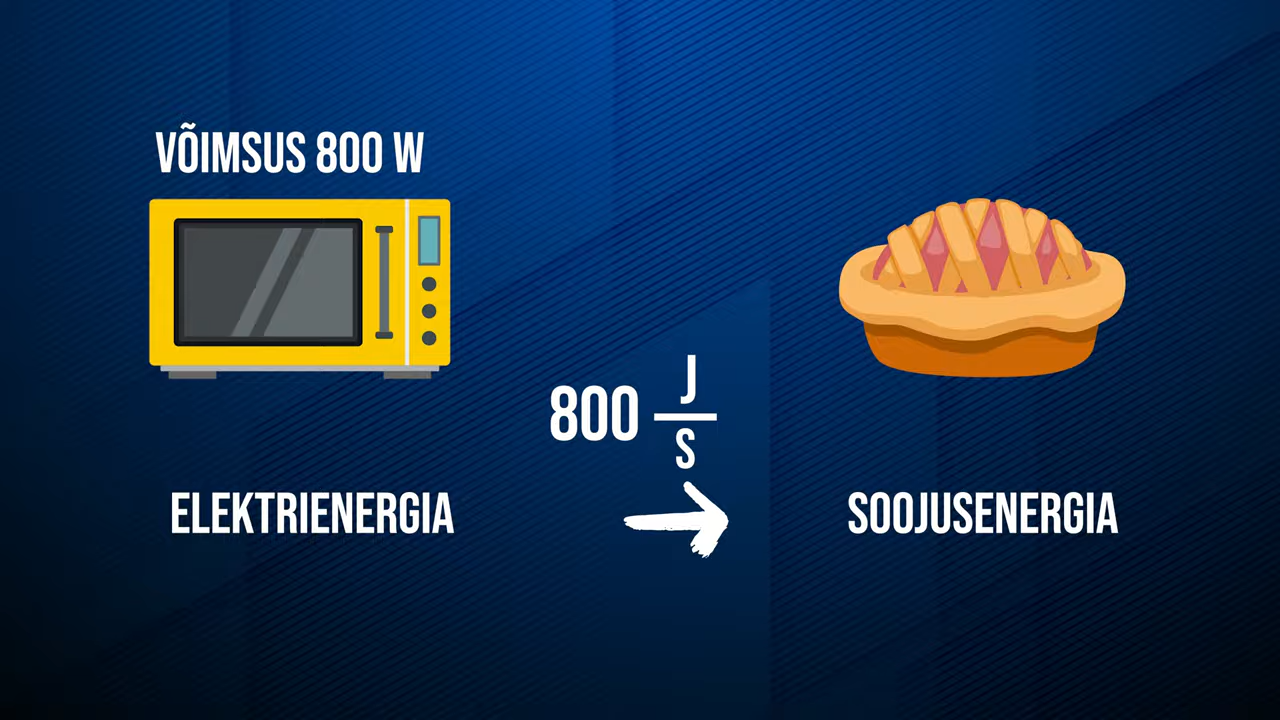 VÕIMSUS 800 W
800 J/S
ELEKTRIENERGIA
SOOJUSENERGIA